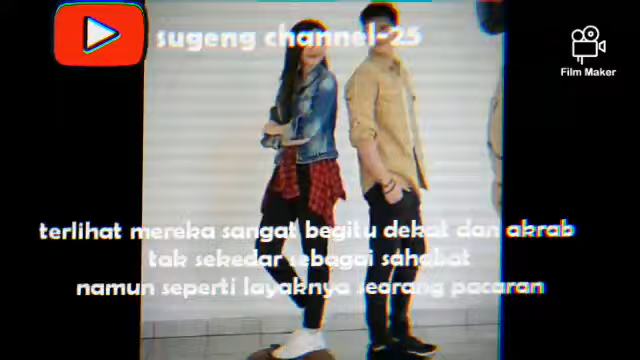 sugeng channel-25
Film Maker
terlihat mereka sangat begitu dekat dan akrab
tak sekedar sebagai sahabat
namun seperti layaknya seorang pacaran